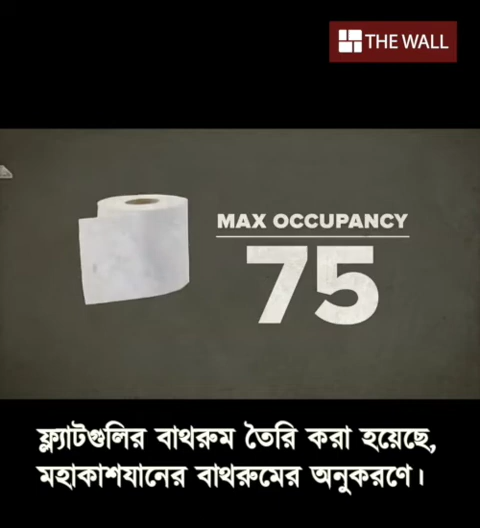 THE WALL
MAX OCCUPANCY
75
ফ্ল্যাটগুলির বাথরুম তৈরি করা হয়েছে,
মহাকাশযানের বাথরুমের অনুকরণে।